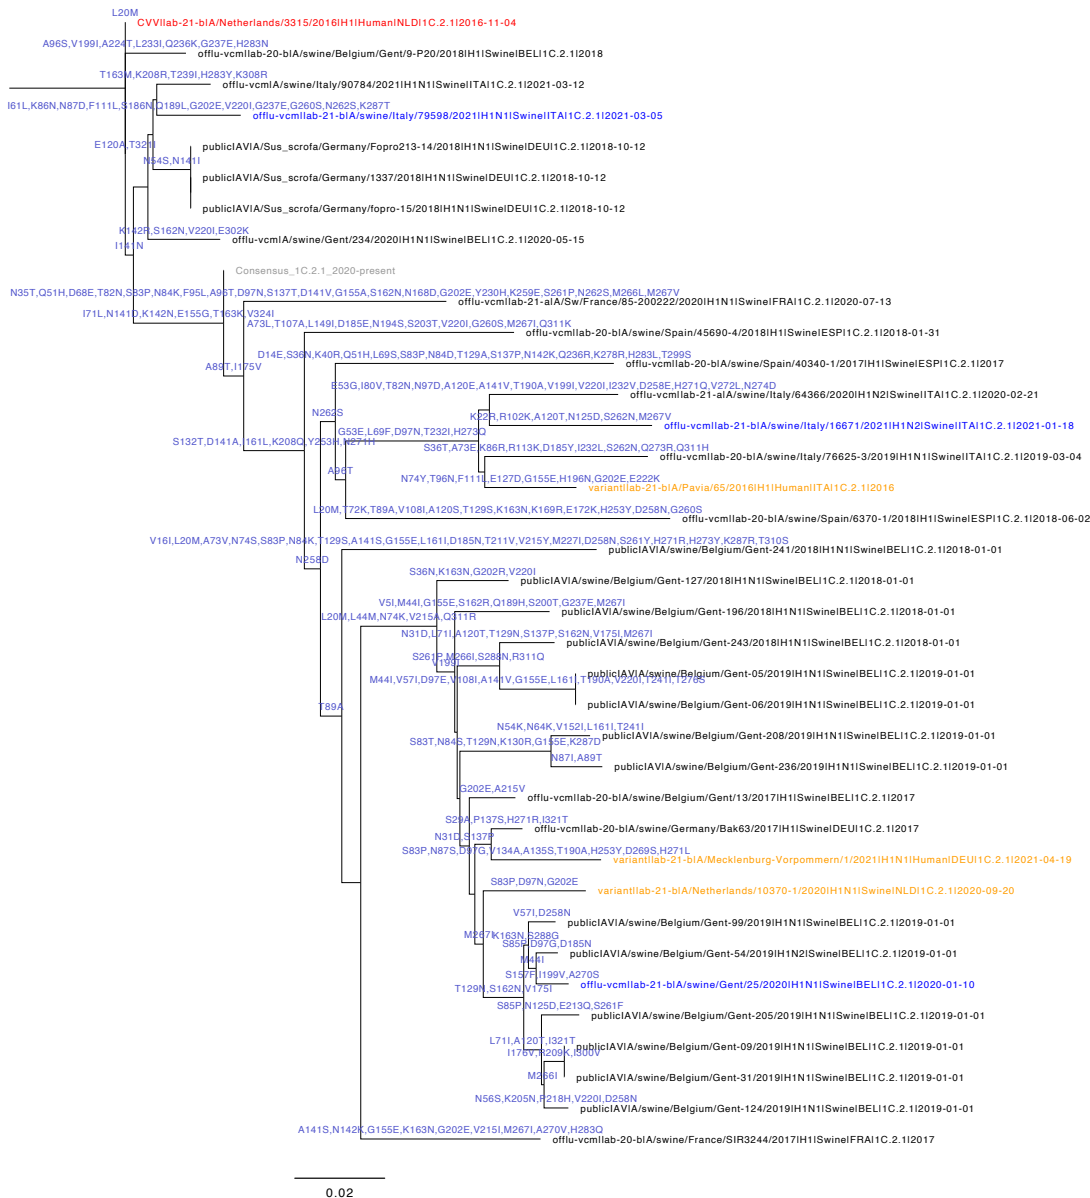 L20M
CVV|lab-21-b|A/Netherlands/3315/2016|H1|Human|NLD|1C.2.1|2016-11-04
A96S,V199I,A224T,L233I,Q236K,G237E,H283N
offlu-vcm|lab-20-b|A/swine/Belgium/Gent/9-P20/2018|H1|Swine|BEL|1C.2.1|2018
T163M,K208R,T239I,H283Y,K308R
offlu-vcm|A/swine/Italy/90784/2021|H1N1|Swine|ITA|1C.2.1|2021-03-12
I61L,K86N,N87D,F111L,S186N,Q189L,G202E,V220I,G237E,G260S,N262S,K287T
offlu-vcm|lab-21-b|A/swine/Italy/79598/2021|H1N1|Swine|ITA|1C.2.1|2021-03-05
E120A,T321I
publicIAV|A/Sus_scrofa/Germany/Fopro213-14/2018|H1N1|Swine|DEU|1C.2.1|2018-10-12
N54S,N141I
publicIAV|A/Sus_scrofa/Germany/1337/2018|H1N1|Swine|DEU|1C.2.1|2018-10-12
publicIAV|A/Sus_scrofa/Germany/fopro-15/2018|H1N1|Swine|DEU|1C.2.1|2018-10-12
K142R,S162N,V220I,E302K
offlu-vcm|A/swine/Gent/234/2020|H1N1|Swine|BEL|1C.2.1|2020-05-15
I141N
Consensus_1C.2.1_2020-present
N35T,Q51H,D68E,T82N,S83P,N84K,F95L,A96T,D97N,S137T,D141V,G155A,S162N,N168D,G202E,Y230H,K259E,S261P,N262S,M266L,M267V
offlu-vcm|lab-21-a|A/Sw/France/85-200222/2020|H1N1|Swine|FRA|1C.2.1|2020-07-13
I71L,N141D,K142N,E155G,T163K,V324I
A73L,T107A,L149I,D185E,N194S,S203T,V220I,G260S,M267I,Q311K
offlu-vcm|lab-20-b|A/swine/Spain/45690-4/2018|H1|Swine|ESP|1C.2.1|2018-01-31
D14E,S36N,K40R,Q51H,L69S,S83P,N84D,T129A,S137P,N142K,Q236R,K278R,H283L,T299S
offlu-vcm|lab-20-b|A/swine/Spain/40340-1/2017|H1|Swine|ESP|1C.2.1|2017
A89T,I175V
E53G,I80V,T82N,N97D,A120E,A141V,T190A,V199I,V220I,I232V,D258E,H271Q,V272L,N274D
offlu-vcm|lab-21-a|A/swine/Italy/64366/2020|H1N2|Swine|ITA|1C.2.1|2020-02-21
N262S
K22R,R102K,A120T,N125D,S262N,M267V
offlu-vcm|lab-21-b|A/swine/Italy/16671/2021|H1N2|Swine|ITA|1C.2.1|2021-01-18
G53E,L69F,D97N,T232I,H273Q
S132T,D141A,I161L,K208Q,Y253H,N271H
S36T,A73E,K86R,R113K,D185Y,I232L,S262N,Q273R,Q311H
offlu-vcm|lab-20-b|A/swine/Italy/76625-3/2019|H1N1|Swine|ITA|1C.2.1|2019-03-04
A96T
N74Y,T96N,F111L,E127D,G155E,H196N,G202E,E222K
variant|lab-21-b|A/Pavia/65/2016|H1|Human|ITA|1C.2.1|2016
L20M,T72K,T89A,V108I,A120S,T129S,K163N,K169R,E172K,H253Y,D258N,G260S
offlu-vcm|lab-20-b|A/swine/Spain/6370-1/2018|H1|Swine|ESP|1C.2.1|2018-06-02
V16I,L20M,A73V,N74S,S83P,N84K,T129S,A141S,G155E,L161I,D185N,T211V,V215Y,M227I,D258N,S261Y,H271R,H273Y,K287R,T310S
publicIAV|A/swine/Belgium/Gent-241/2018|H1N1|Swine|BEL|1C.2.1|2018-01-01
N258D
S36N,K163N,G202R,V220I
publicIAV|A/swine/Belgium/Gent-127/2018|H1N1|Swine|BEL|1C.2.1|2018-01-01
V5I,M44I,G155E,S162R,Q189H,S200T,G237E,M267I
publicIAV|A/swine/Belgium/Gent-196/2018|H1N1|Swine|BEL|1C.2.1|2018-01-01
L20M,L44M,N74K,V215A,Q311R
N31D,L71I,A120T,T129N,S137P,S162N,V175I,M267I
publicIAV|A/swine/Belgium/Gent-243/2018|H1N1|Swine|BEL|1C.2.1|2018-01-01
S261P,M266I,S288N,R311Q
V199I
M44I,V57I,D97E,V108I,A141V,G155E,L161I,T190A,V220I,T241I,T276S
publicIAV|A/swine/Belgium/Gent-05/2019|H1N1|Swine|BEL|1C.2.1|2019-01-01
publicIAV|A/swine/Belgium/Gent-06/2019|H1N1|Swine|BEL|1C.2.1|2019-01-01
T89A
N54K,N64K,V152I,L161I,T241I
publicIAV|A/swine/Belgium/Gent-208/2019|H1N1|Swine|BEL|1C.2.1|2019-01-01
S83T,N84S,T129N,K130R,G155E,K287D
N87I,A89T
publicIAV|A/swine/Belgium/Gent-236/2019|H1N1|Swine|BEL|1C.2.1|2019-01-01
G202E,A215V
offlu-vcm|lab-20-b|A/swine/Belgium/Gent/13/2017|H1|Swine|BEL|1C.2.1|2017
S29A,P137S,H271R,I321T
offlu-vcm|lab-20-b|A/swine/Germany/Bak63/2017|H1|Swine|DEU|1C.2.1|2017
N31D,S137P
S83P,N87S,D97G,V134A,A135S,T190A,H253Y,D269S,H271L
variant|lab-21-b|A/Mecklenburg-Vorpommern/1/2021|H1N1|Human|DEU|1C.2.1|2021-04-19
S83P,D97N,G202E
variant|lab-21-b|A/Netherlands/10370-1/2020|H1N1|Swine|NLD|1C.2.1|2020-09-20
V57I,D258N
publicIAV|A/swine/Belgium/Gent-99/2019|H1N1|Swine|BEL|1C.2.1|2019-01-01
M267I
K163N,S288G
S85P,D97G,D185N
publicIAV|A/swine/Belgium/Gent-54/2019|H1N2|Swine|BEL|1C.2.1|2019-01-01
M44I
S157F,I199V,A270S
offlu-vcm|lab-21-b|A/swine/Gent/25/2020|H1N1|Swine|BEL|1C.2.1|2020-01-10
T129N,S162N,V175I
S85P,N125D,E213Q,S261F
publicIAV|A/swine/Belgium/Gent-205/2019|H1N1|Swine|BEL|1C.2.1|2019-01-01
L71I,A120T,I321T
I176V,R209K,I300V
publicIAV|A/swine/Belgium/Gent-09/2019|H1N1|Swine|BEL|1C.2.1|2019-01-01
M266I
publicIAV|A/swine/Belgium/Gent-31/2019|H1N1|Swine|BEL|1C.2.1|2019-01-01
N56S,K205N,P218H,V220I,D258N
publicIAV|A/swine/Belgium/Gent-124/2019|H1N1|Swine|BEL|1C.2.1|2019-01-01
A141S,N142K,G155E,K163N,G202E,V215I,M267I,A270V,H283Q
offlu-vcm|lab-20-b|A/swine/France/SIR3244/2017|H1|Swine|FRA|1C.2.1|2017
0.02